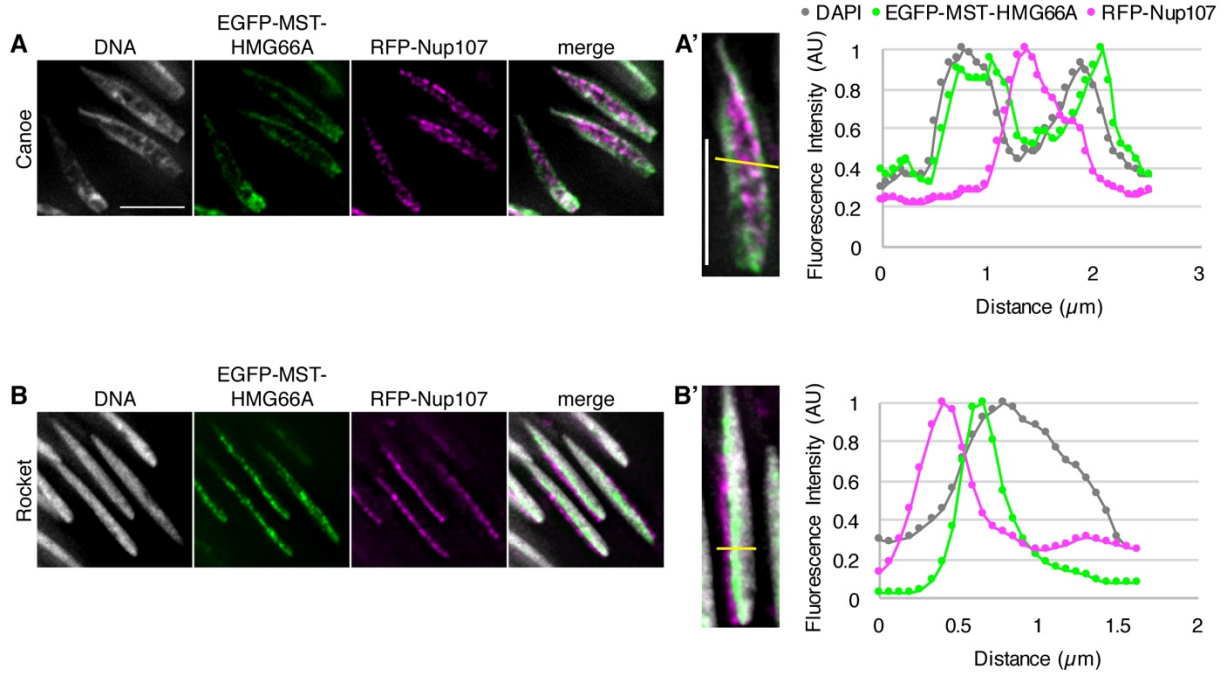 DAPI EGFP-MST-HMG66A RFP-Nup107
A
DNA
EGFP-MST-
HMG66A
RFP-Nup107
merge
Canoe
A’
Fluorescence Intensity (AU)
1
0.8
0.6
0.4
0.2
0
0 1 2 3
Distance (µm)
B
DNA
EGFP-MST-
HMG66A
RFP-Nup107
merge
Rocket
B’
Fluorescence Intensity (AU)
1
0.8
0.6
0.4
0.2
0
0 0.5 1 1.5 2
Distance (µm)